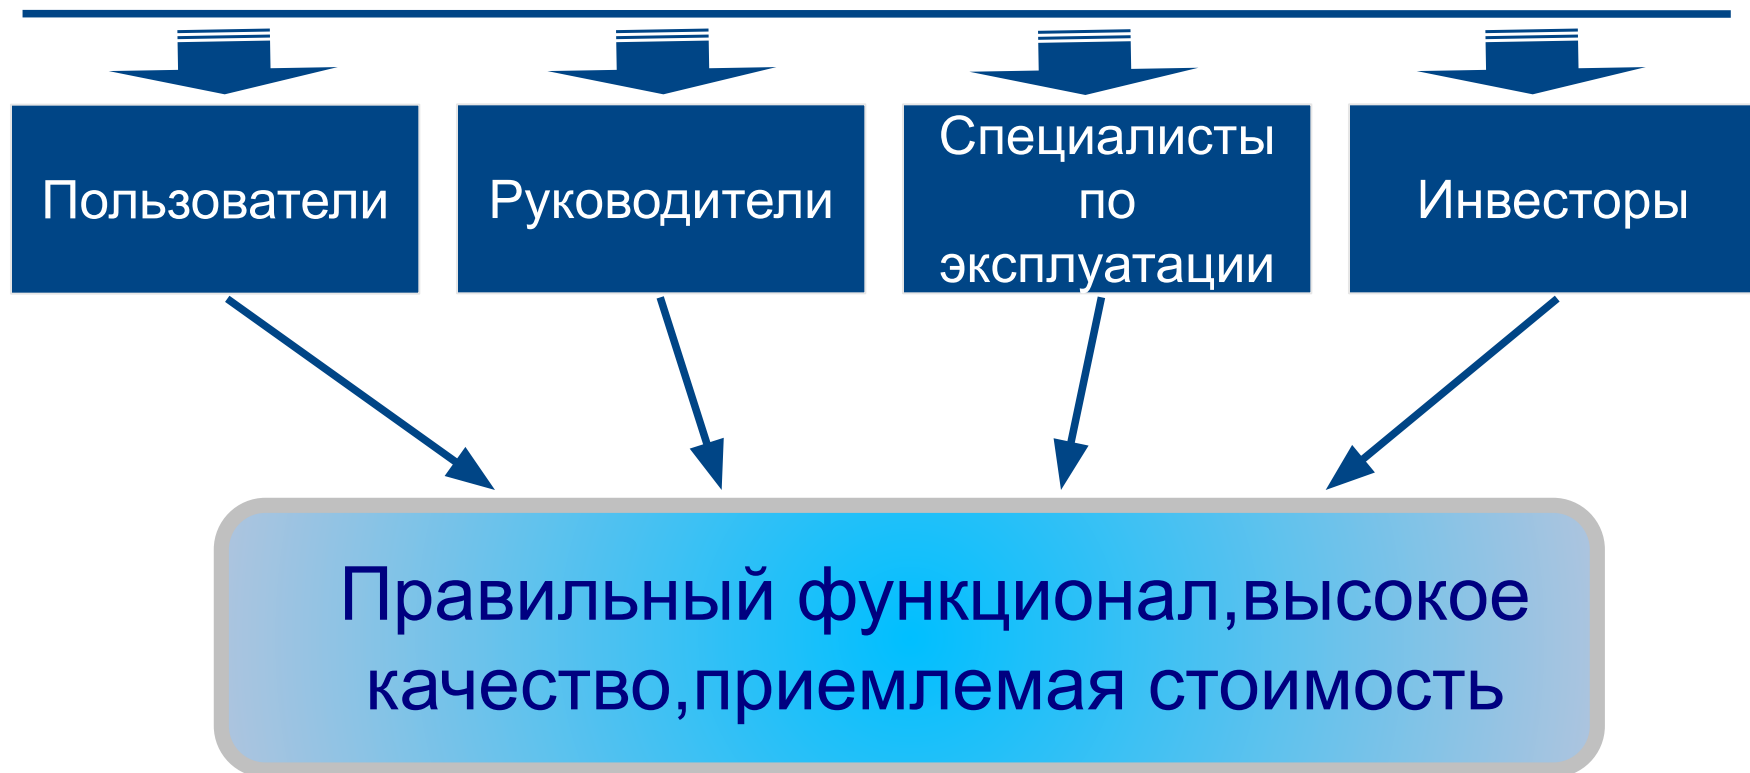 Пользователи
Руководители
Специалисты
по
эксплуатации
Инвесторы
Правильный функционал,высокое
качество,приемлемая стоимость